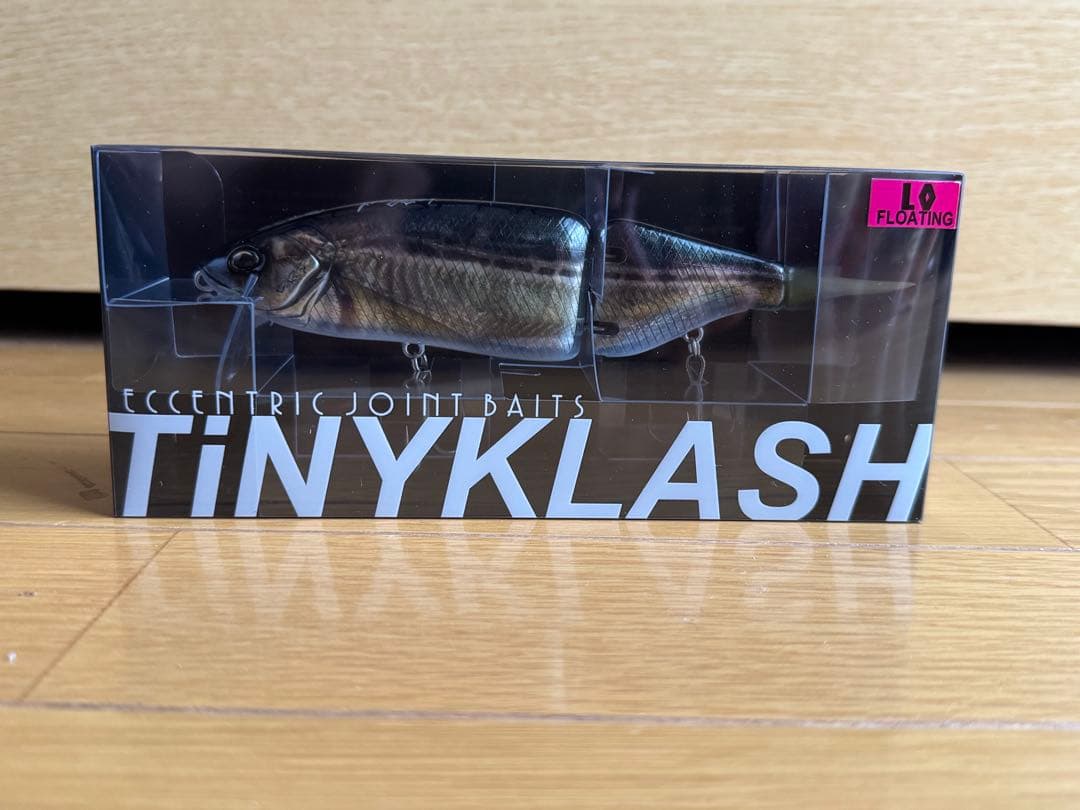 LO
FLOATING
ECCENTRIC JOINT BAITS
TiNYKLASH